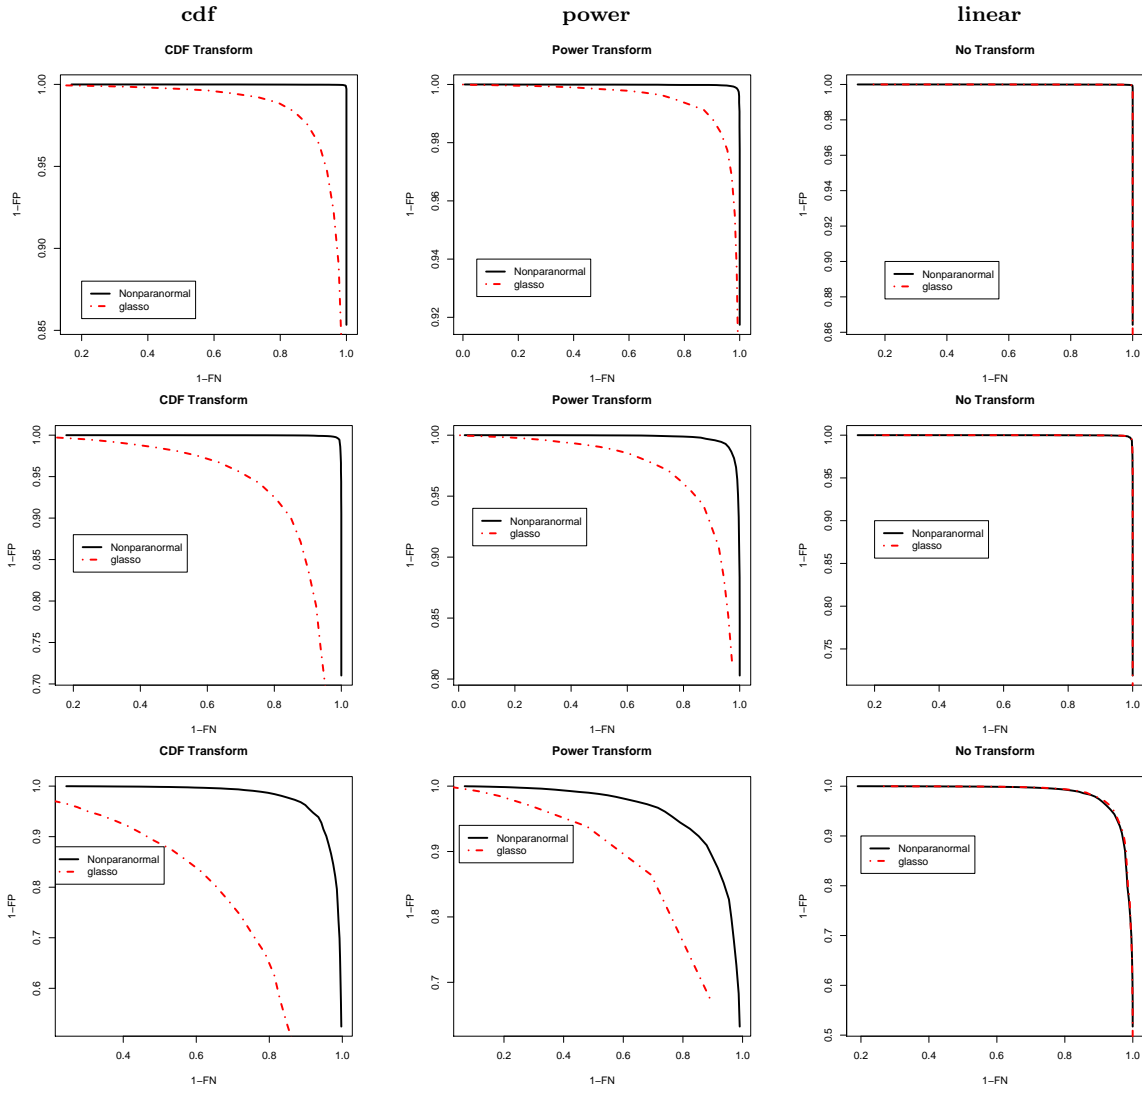 cdf power linear
CDF Transform Power Transform No Transform
1−FP
0.85 0.90 0.95 1.00
Nonparanormal
glasso
0.2 0.4 0.6 0.8 1.0
1−FN
1−FP
0.92 0.94 0.96 0.98 1.00
Nonparanormal
glasso
0.0 0.2 0.4 0.6 0.8 1.0
1−FN
1−FP
0.86 0.88 0.90 0.92 0.94 0.96 0.98 1.00
Nonparanormal
glasso
0.2 0.4 0.6 0.8 1.0
1−FN
CDF Transform Power Transform No Transform
1−FP
0.70 0.75 0.80 0.85 0.90 0.95 1.00
Nonparanormal
glasso
0.2 0.4 0.6 0.8 1.0
1−FN
1−FP
0.80 0.85 0.90 0.95 1.00
Nonparanormal
glasso
0.0 0.2 0.4 0.6 0.8 1.0
1−FN
1−FP
0.75 0.80 0.85 0.90 0.95 1.00
Nonparanormal
glasso
0.2 0.4 0.6 0.8 1.0
1−FN
CDF Transform Power Transform No Transform
1−FP
0.6 0.7 0.8 0.9 1.0
Nonparanormal
glasso
0.4 0.6 0.8 1.0
1−FN
1−FP
0.7 0.8 0.9 1.0
Nonparanormal
glasso
0.2 0.4 0.6 0.8 1.0
1−FN
1−FP
0.5 0.6 0.7 0.8 0.9 1.0
Nonparanormal
glasso
0.2 0.4 0.6 0.8 1.0
1−FN